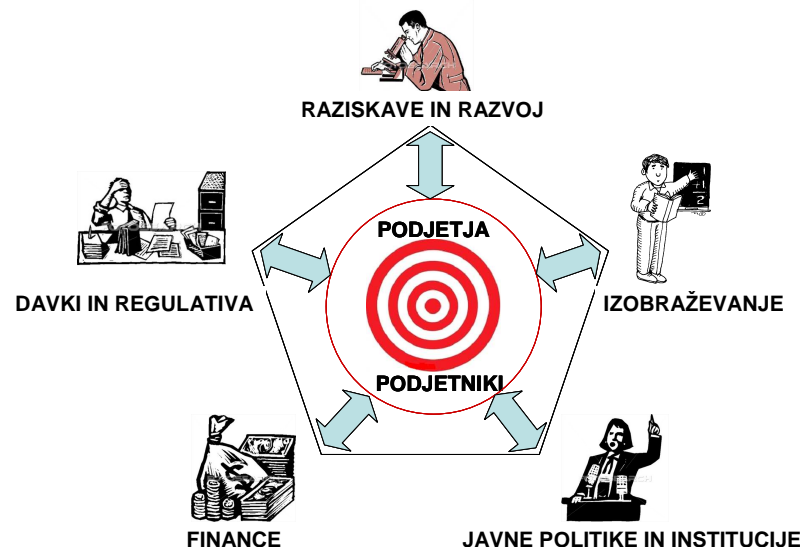 RAZISKAVE IN RAZVOJ
PODJETJA
DAVKI IN REGULATIVA
IZOBRAŽEVANJE
PODJETNIKI
FINANCE
JAVNE POLITIKE IN INSTITUCIJE